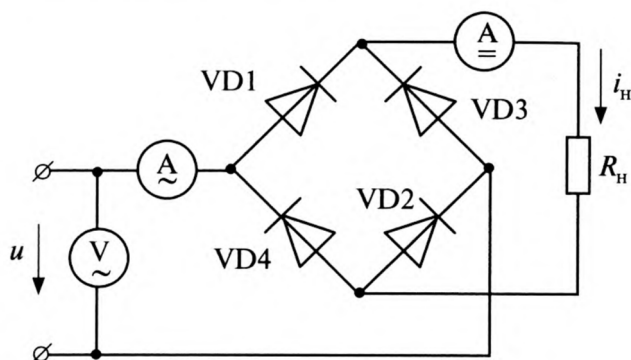 A
=
VD1
VD3
iн
Rн
A
~
VD2
V
~
u
VD4